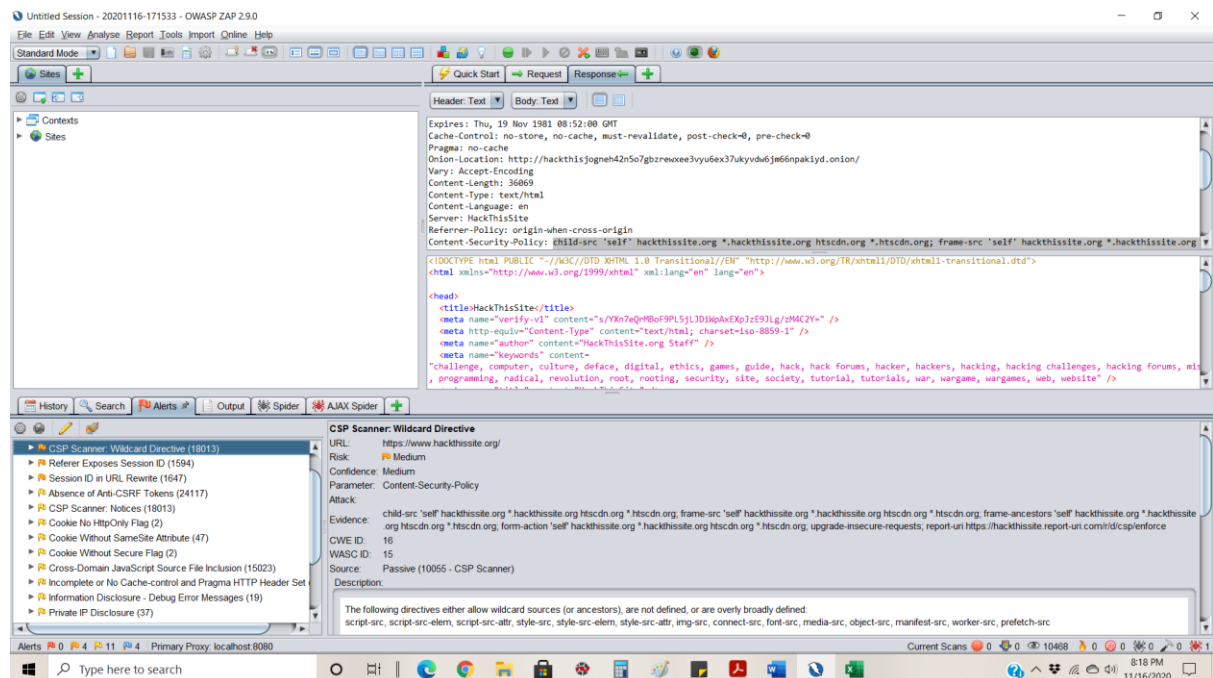 Untitled Session - 20201116-171533 - OWASP ZAP 2.9.0
File Edit View Analyse Report Tools Import Online Help
Standard Mode
Sites
Quick Start Request Response
Header: Text Body: Text
Contexts
Sites
Expires: Thu, 19 Nov 1981 08:52:00 GMT
Cache-Control: no-store, no-cache, must-revalidate, post-check=0, pre-check=0
Pragma: no-cache
Onion-Location: http://hackthisjogneh42n5o7gbzrewxee3vyu6ex37ukyvdw6jm66npakiyd.onion/
Vary: Accept-Encoding
Content-Length: 36069
Content-Type: text/html
Content-Language: en
Server: HackThisSite
Referrer-Policy: origin-when-cross-origin
Content-Security-Policy: child-src 'self' hackthissite.org *.hackthissite.org htscdn.org *.htscdn.org; frame-src 'self' hackthissite.org *.hackthissite.org
<!DOCTYPE html PUBLIC "-//W3C//DTD XHTML 1.0 Transitional//EN" "http://www.w3.org/TR/xhtml1/DTD/xhtml1-transitional.dtd">
<html xmlns="http://www.w3.org/1999/xhtml" xml:lang="en" lang="en">
<head>
<title>HackThisSite</title>
<meta name="verify-v1" content="s/YXn7eQrMBoF9PL5jLJDiWpAxEXpJzE9JLg/zM4C2Y=" />
<meta http-equiv="Content-Type" content="text/html; charset=iso-8859-1" />
<meta name="author" content="HackThisSite.org Staff" />
<meta name="keywords" content=
"challenge, computer, culture, deface, digital, ethics, games, guide, hack, hack forums, hacker, hackers, hacking, hacking challenges, hacking forums, mis
, programming, radical, revolution, root, rooting, security, site, society, tutorial, tutorials, war, wargame, wargames, web, website" />
History Search Alerts Output Spider AJAX Spider
CSP Scanner: Wildcard Directive (18013)
Referer Exposes Session ID (1594)
Session ID in URL Rewrite (1647)
Absence of Anti-CSRF Tokens (24117)
CSP Scanner: Notices (18013)
Cookie No HttpOnly Flag (2)
Cookie Without SameSite Attribute (47)
Cookie Without Secure Flag (2)
Cross-Domain JavaScript Source File Inclusion (15023)
Incomplete or No Cache-control and Pragma HTTP Header Set
Information Disclosure - Debug Error Messages (19)
Private IP Disclosure (37)
CSP Scanner: Wildcard Directive
URL: https://www.hackthissite.org/
Risk: Medium
Confidence: Medium
Parameter: Content-Security-Policy
Attack:
Evidence: child-src 'self' hackthissite.org *.hackthissite.org htscdn.org *.htscdn.org; frame-src 'self' hackthissite.org *.hackthissite.org htscdn.org *.htscdn.org; frame-ancestors 'self' hackthissite.org *.hackthissite
.org htscdn.org *.htscdn.org; form-action 'self' hackthissite.org *.hackthissite.org htscdn.org *.htscdn.org; upgrade-insecure-requests; report-uri https://hackthissite.report-uri.com/r/d/csp/enforce
CWE ID: 16
WASC ID: 15
Source: Passive (10055 - CSP Scanner)
Description:
The following directives either allow wildcard sources (or ancestors), are not defined, or are overly broadly defined:
script-src, script-src-elem, script-src-attr, style-src, style-src-elem, style-src-attr, img-src, connect-src, font-src, media-src, object-src, manifest-src, worker-src, prefetch-src
Alerts 0 4 11 4 Primary Proxy: localhost:8080 Current Scans 0 0 10468 0 0 0 0 1
Type here to search
8:18 PM
11/16/2020